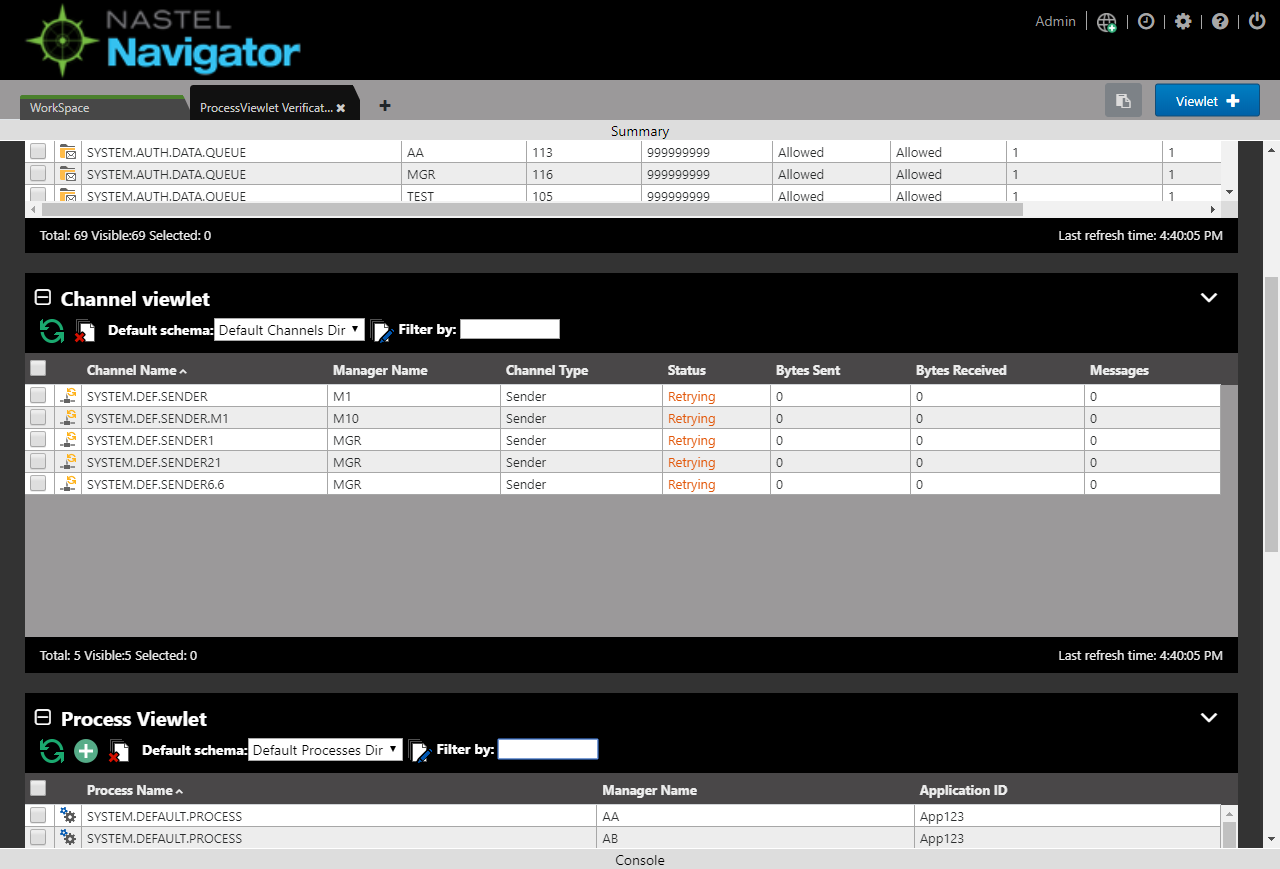 NASTEL
Navigator
Admin
WorkSpace
ProcessViewlet Verificat...
Viewlet
Summary
SYSTEM.AUTH.DATA.QUEUE AA 113 999999999 Allowed Allowed 1 1
SYSTEM.AUTH.DATA.QUEUE MGR 116 999999999 Allowed Allowed 1 1
SYSTEM.AUTH.DATA.QUEUE TEST 105 999999999 Allowed Allowed 1 1
Total: 69 Visible:69 Selected: 0 Last refresh time: 4:40:05 PM
Channel viewlet
Default schema: Default Channels Dir Filter by:
Channel Name Manager Name Channel Type Status Bytes Sent Bytes Received Messages
SYSTEM.DEF.SENDER M1 Sender Retrying 0 0 0
SYSTEM.DEF.SENDER.M1 M10 Sender Retrying 0 0 0
SYSTEM.DEF.SENDER1 MGR Sender Retrying 0 0 0
SYSTEM.DEF.SENDER21 MGR Sender Retrying 0 0 0
SYSTEM.DEF.SENDER6.6 MGR Sender Retrying 0 0 0
Total: 5 Visible:5 Selected: 0 Last refresh time: 4:40:05 PM
Process Viewlet
Default schema: Default Processes Dir Filter by:
Process Name Manager Name Application ID
SYSTEM.DEFAULT.PROCESS AA App123
SYSTEM.DEFAULT.PROCESS AB App123
Console